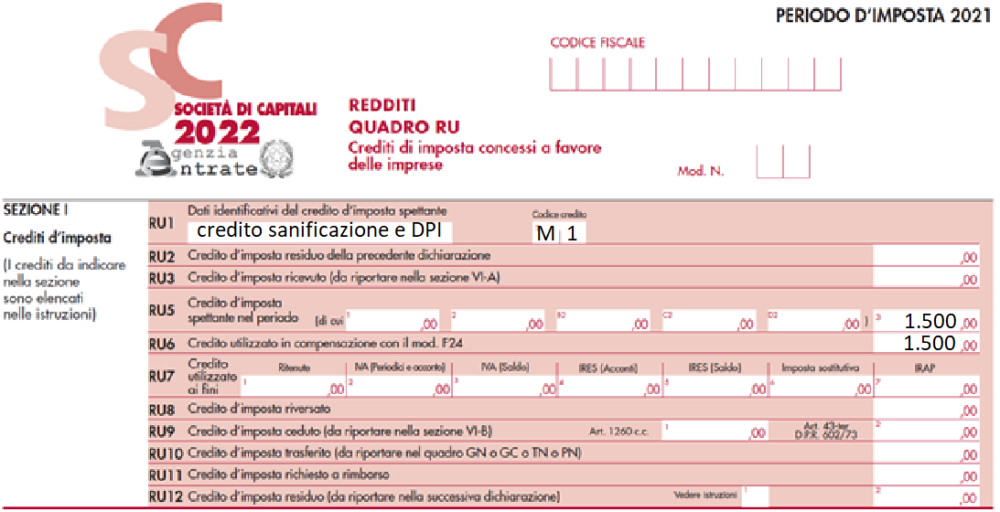 PERIODO D'IMPOSTA 2021
CODICE FISCALE
SC
SOCIETÀ DI CAPITALI
2022
Agenzia
Entrate
REDDITI
QUADRO RU
Crediti di imposta concessi a favore
delle imprese
Mod. N.
SEZIONE I
Crediti d'imposta
(I crediti da indicare
nella sezione
sono elencati
nelle istruzioni)
RU1 Dati identificativi del credito d'imposta spettante Codice credito
credito sanificazione e DPI M 1
RU2 Credito d'imposta residuo della precedente dichiarazione ,00
RU3 Credito d'imposta ricevuto (da riportare nella sezione VI-A) ,00
RU5 Credito d'imposta
spettante nel periodo (di cui 1 ,00 2 ,00 B2 ,00 C2 ,00 D2 ,00 ) 3 1.500 ,00
RU6 Credito utilizzato in compensazione con il mod. F24 1.500 ,00
RU7 Credito utilizzato ai fini Ritenute IVA (Periodici e acconto) IVA (Saldo) IRES (Acconti) IRES (Saldo) Imposta sostitutiva IRAP
1 ,00 2 ,00 3 ,00 4 ,00 5 ,00 6 ,00 7 ,00
RU8 Credito d'imposta riversato ,00
RU9 Credito d'imposta ceduto (da riportare nella sezione VI-B) Art. 1260 c.c. 1 ,00 Art. 43-ter D.P.R. 602/73 2 ,00
RU10 Credito d'imposta trasferito (da riportare nel quadro GN o GC o TN o PN) ,00
RU11 Credito d'imposta richiesto a rimborso ,00
RU12 Credito d'imposta residuo (da riportare nella successiva dichiarazione) Vedere istruzioni 1 2 ,00